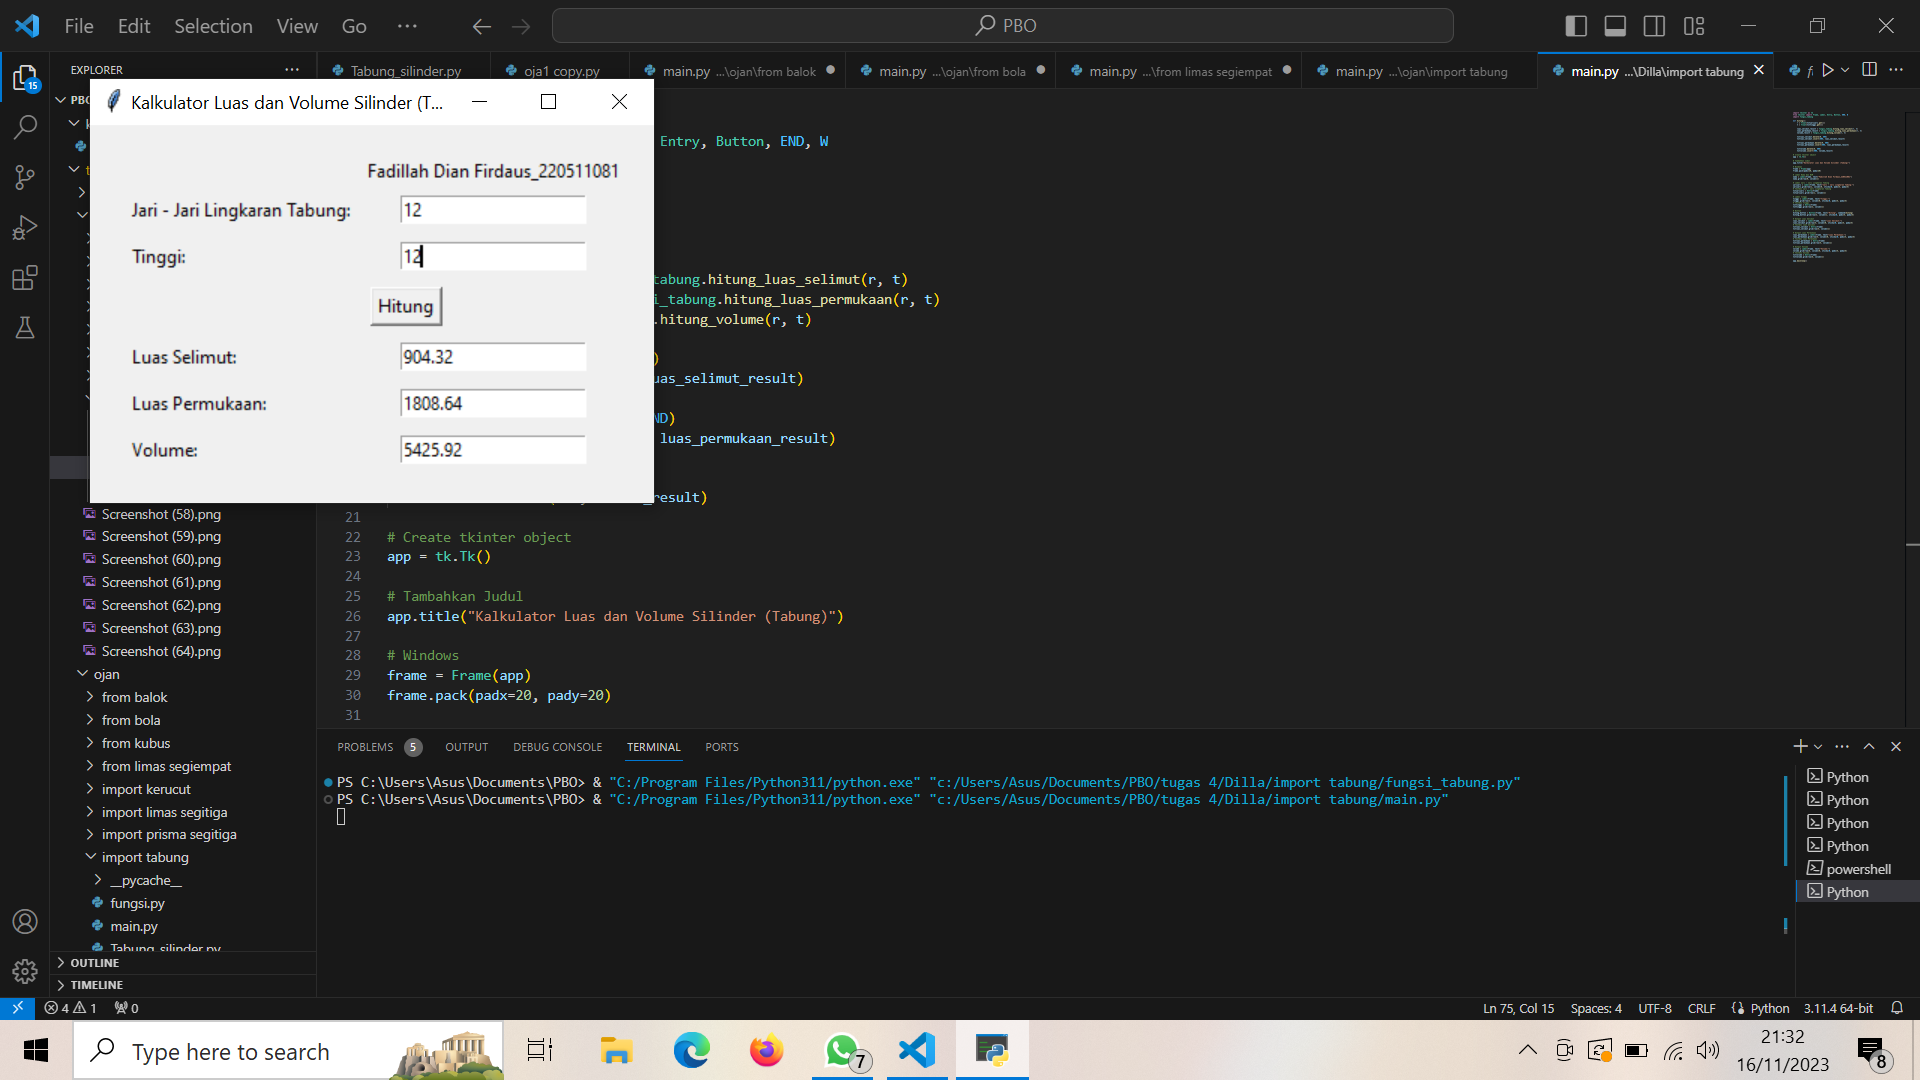 File Edit Selection View Go ···
PBO
EXPLORER
Tabung_silinder.py
oja1 copy.py
main.py ...\ojan\from balok
main.py ...\ojan\from bola
main.py ...\from limas segiempat
main.py ...\ojan\import tabung
main.py ...\Dilla\import tabung
15
Kalkulator Luas dan Volume Silinder (T...
Fadillah Dian Firdaus_220511081
Jari - Jari Lingkaran Tabung: 12
Tinggi: 12
Hitung
Luas Selimut: 904.32
Luas Permukaan: 1808.64
Volume: 5425.92
Entry, Button, END, W
tabung.hitung_luas_selimut(r, t)
i_tabung.hitung_luas_permukaan(r, t)
.hitung_volume(r, t)
)
uas_selimut_result)
ND)
luas_permukaan_result)
result)
21
22 # Create tkinter object
23 app = tk.Tk()
24
25 # Tambahkan Judul
26 app.title("Kalkulator Luas dan Volume Silinder (Tabung)")
27
28 # Windows
29 frame = Frame(app)
30 frame.pack(padx=20, pady=20)
31
Screenshot (58).png
Screenshot (59).png
Screenshot (60).png
Screenshot (61).png
Screenshot (62).png
Screenshot (63).png
Screenshot (64).png
ojan
from balok
from bola
from kubus
from limas segiempat
import kerucut
import limas segitiga
import prisma segitiga
import tabung
__pycache__
fungsi.py
main.py
Tabung_silinder.py
OUTLINE
TIMELINE
PROBLEMS 5 OUTPUT DEBUG CONSOLE TERMINAL PORTS
PS C:\Users\Asus\Documents\PBO> & "C:/Program Files/Python311/python.exe" "c:/Users/Asus/Documents/PBO/tugas 4/Dilla/import tabung/fungsi_tabung.py"
PS C:\Users\Asus\Documents\PBO> & "C:/Program Files/Python311/python.exe" "c:/Users/Asus/Documents/PBO/tugas 4/Dilla/import tabung/main.py"
Python
Python
Python
Python
powershell
Python
4 1 0
Ln 75, Col 15 Spaces: 4 UTF-8 CRLF Python 3.11.4 64-bit
Type here to search
7
21:32
16/11/2023
8